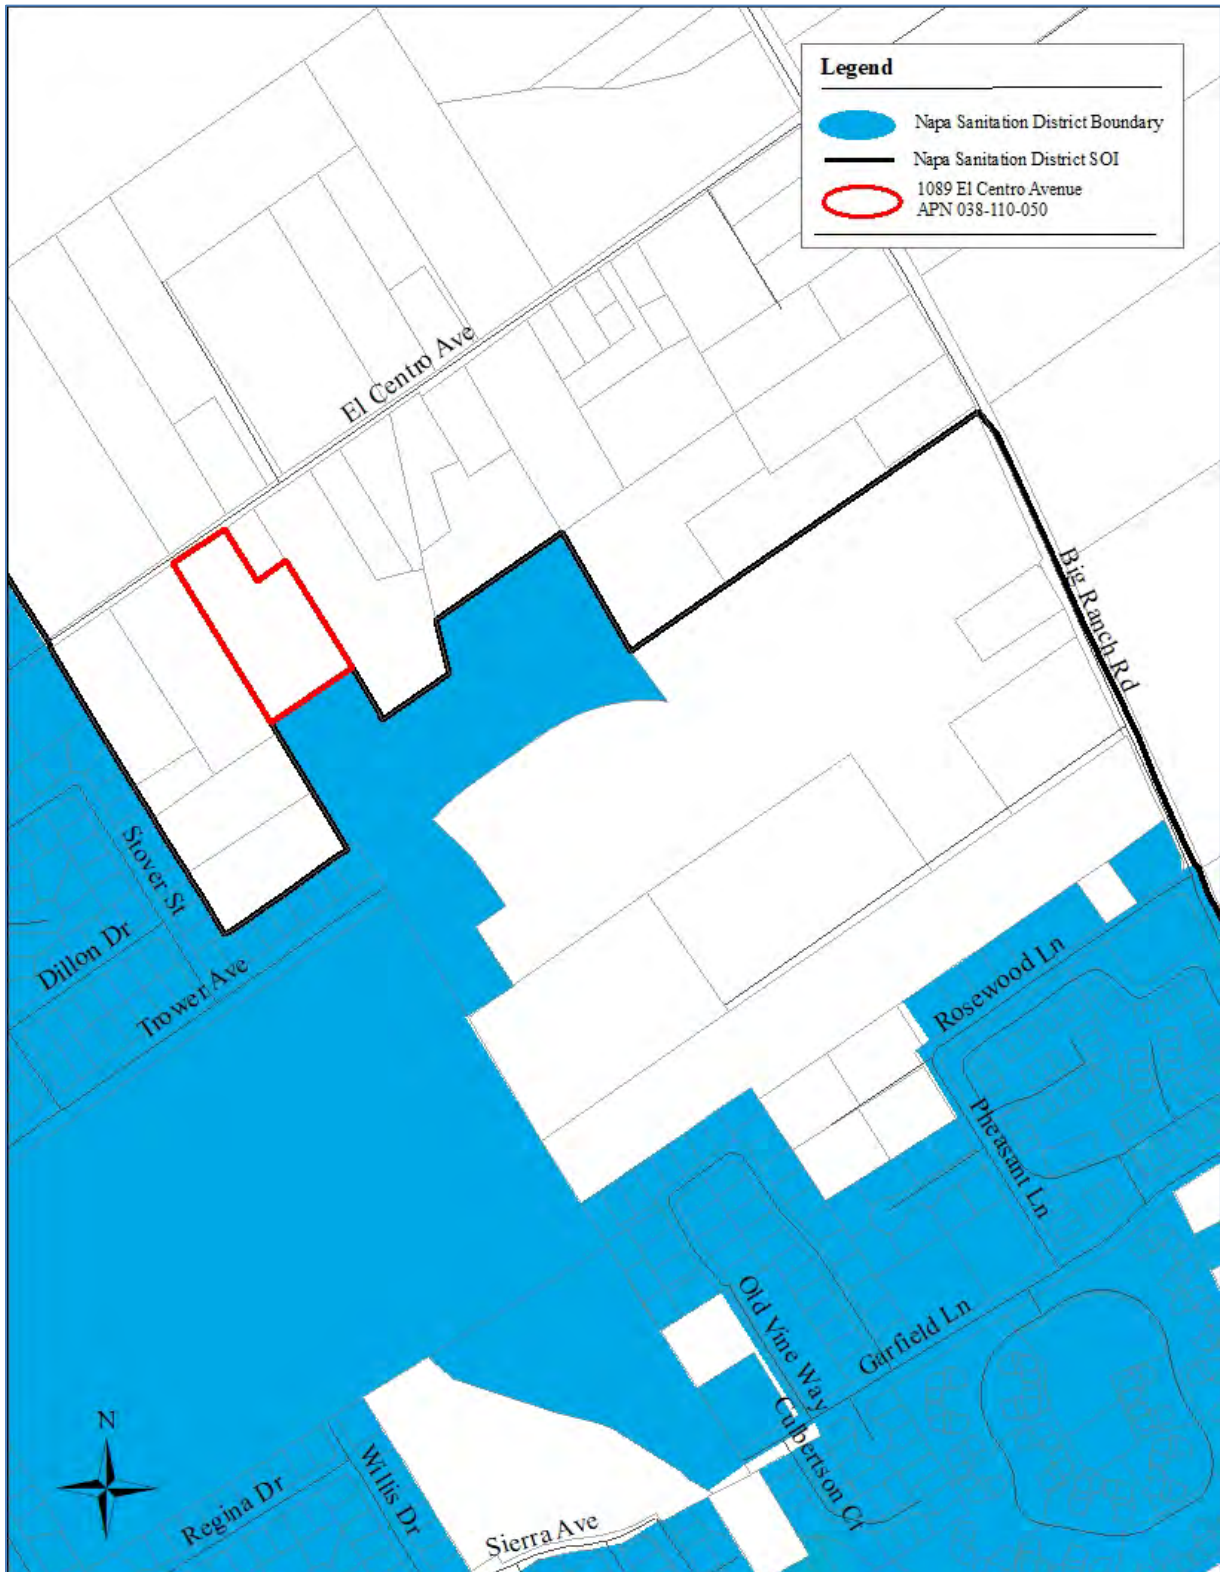 Legend
Napa Sanitation District Boundary
Napa Sanitation District SOI
1089 El Centro Avenue
APN 038-110-050
El Centro Ave
Big Ranch Rd
Stover St
Dillon Dr
Trower Ave
Rosewood Ln
Pheasant Ln
Old Vine Way
Garfield Ln
Culbertson Ct
N
Willis Dr
Regina Dr
Sierra Ave